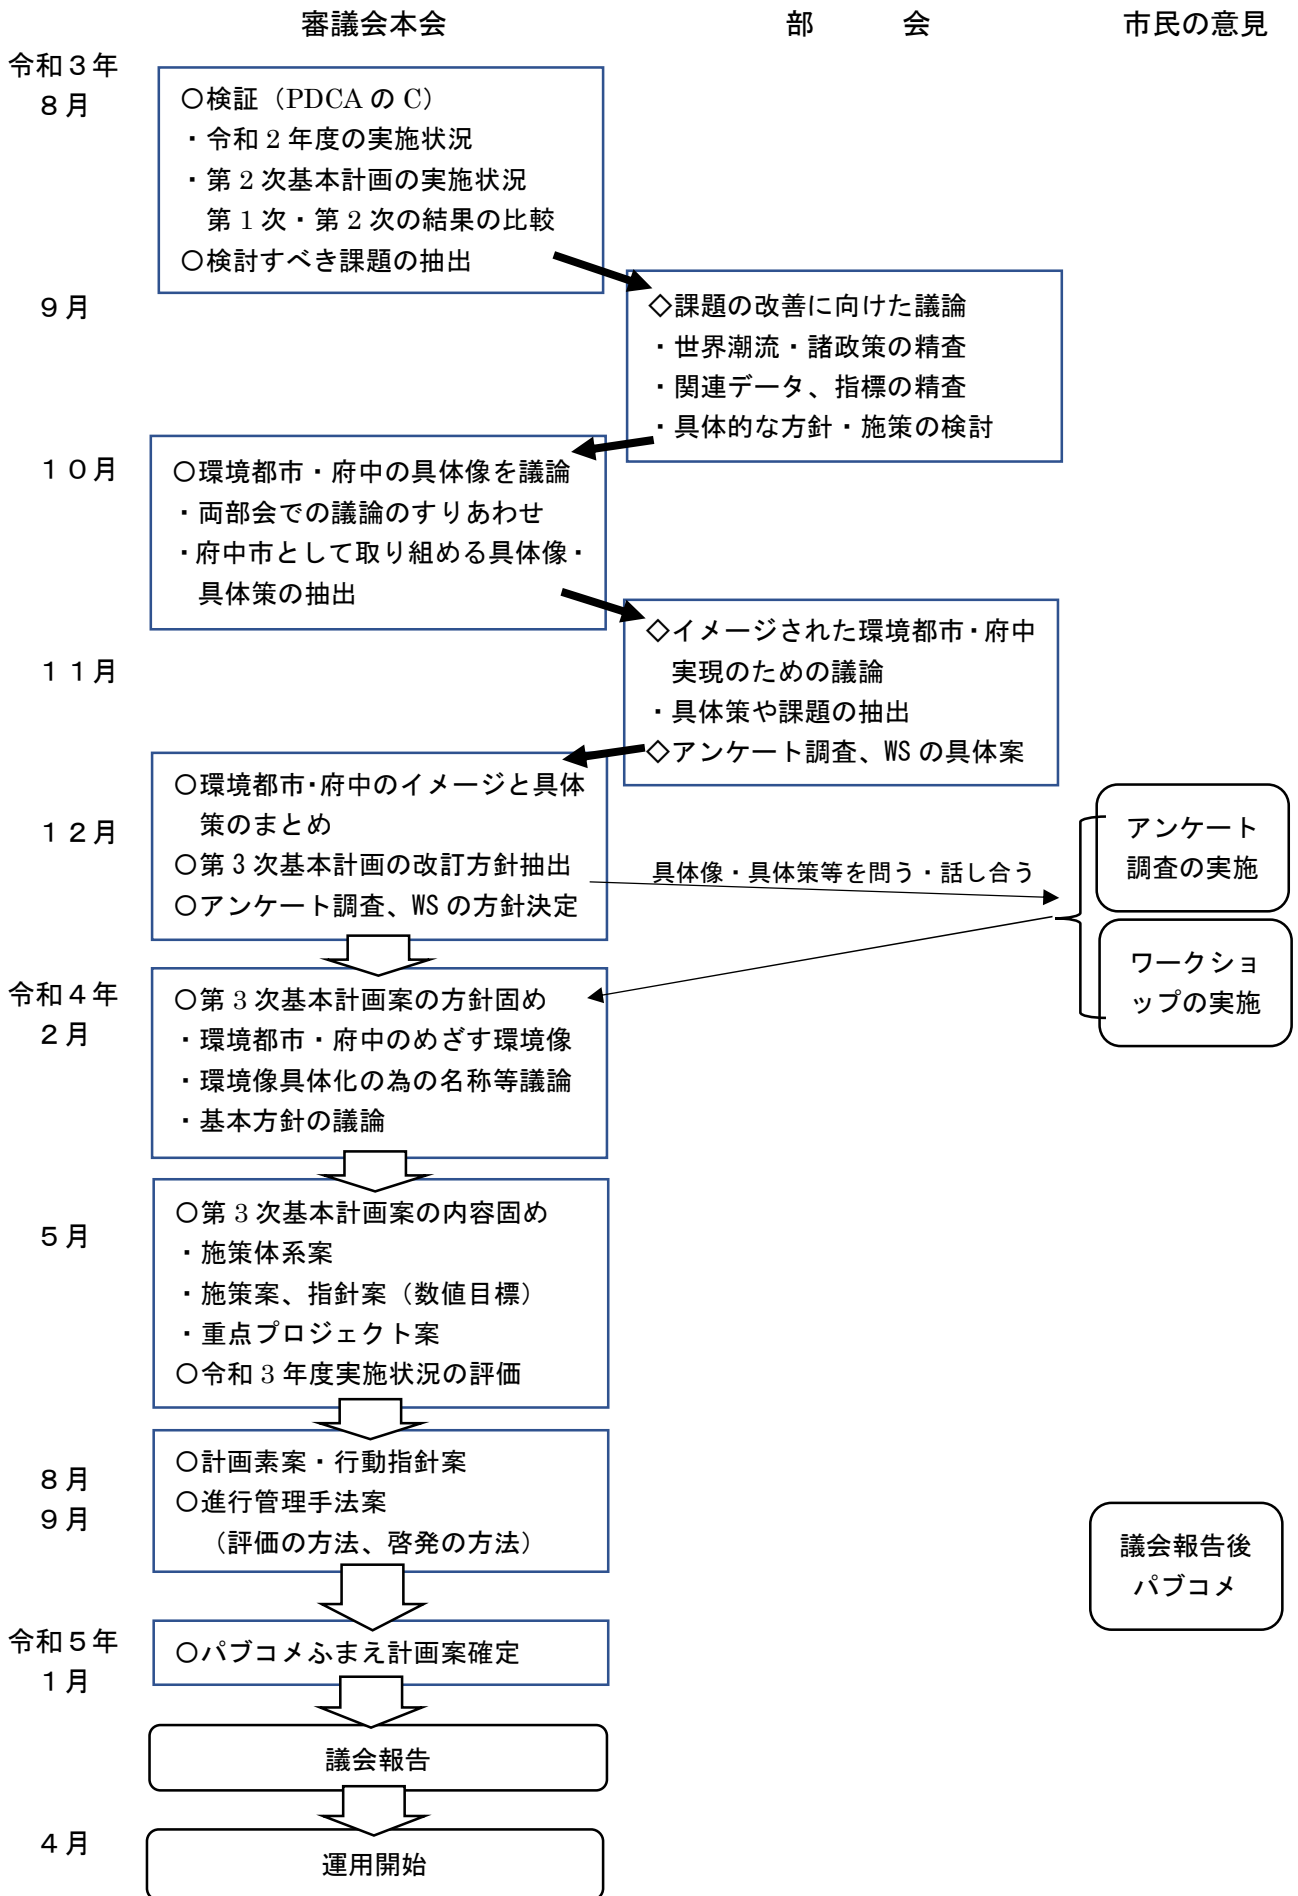 審議会本会
部　　　会
市民の意見
令和３年
８月
〇検証（PDCA の C）
・令和 2 年度の実施状況
・第 2 次基本計画の実施状況
第 1 次・第 2 次の結果の比較
〇検討すべき課題の抽出
９月
◇課題の改善に向けた議論
・世界潮流・諸政策の精査
・関連データ、指標の精査
・具体的な方針・施策の検討
１０月
〇環境都市・府中の具体像を議論
・両部会での議論のすりあわせ
・府中市として取り組める具体像・
具体策の抽出
１１月
◇イメージされた環境都市・府中
実現のための議論
・具体策や課題の抽出
◇アンケート調査、WS の具体案
１２月
〇環境都市・府中のイメージと具体
策のまとめ
〇第 3 次基本計画の改訂方針抽出
〇アンケート調査、WS の方針決定
具体像・具体策等を問う・話し合う
アンケート
調査の実施
ワークショ
ップの実施
令和４年
２月
〇第 3 次基本計画案の方針固め
・環境都市・府中のめざす環境像
・環境像具体化の為の名称等議論
・基本方針の議論
５月
〇第 3 次基本計画案の内容固め
・施策体系案
・施策案、指針案（数値目標）
・重点プロジェクト案
〇令和 3 年度実施状況の評価
８月
９月
〇計画素案・行動指針案
〇進行管理手法案
（評価の方法、啓発の方法）
議会報告後
パブコメ
令和５年
１月
〇パブコメふまえ計画案確定
議会報告
４月
運用開始